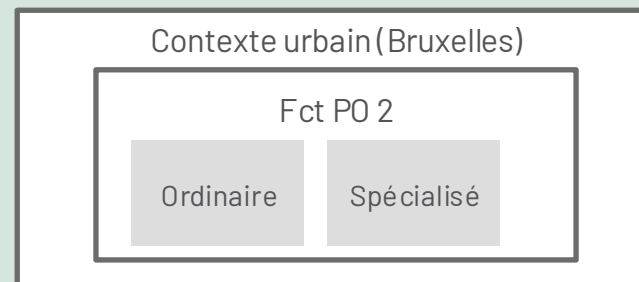 Contexte urbain (Bruxelles)
Fct PO 2
Ordinaire
Spécialisé